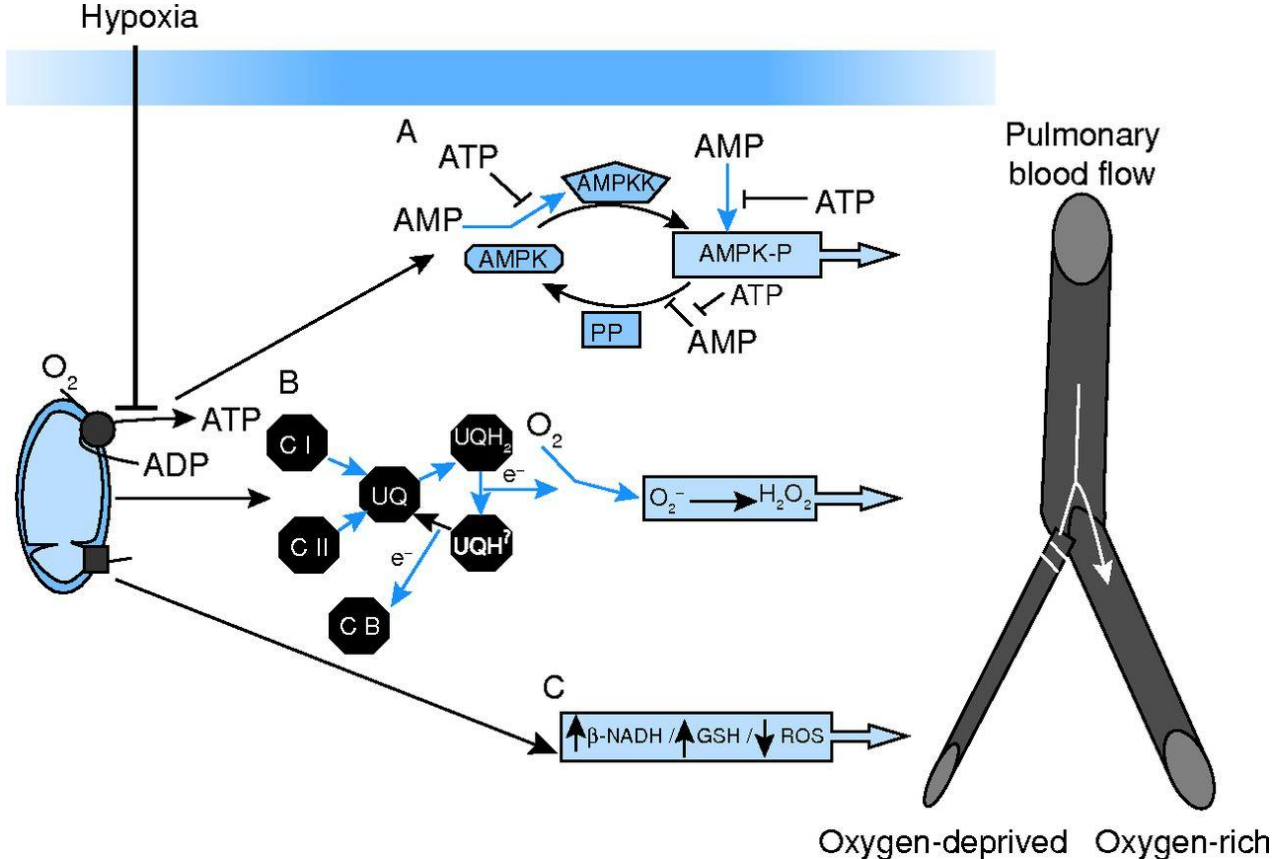 Hypoxia
A
ATP
AMP
AMPKK
AMP
ATP
AMPK
AMPK-P
PP
ATP
AMP
Pulmonary
blood flow
O₂
ATP
ADP
B
C I
C II
UQ
UQH₂
UQH?
e⁻
e⁻
C B
O₂
O₂⁻
H₂O₂
C
β-NADH / GSH / ROS
Oxygen-deprived
Oxygen-rich